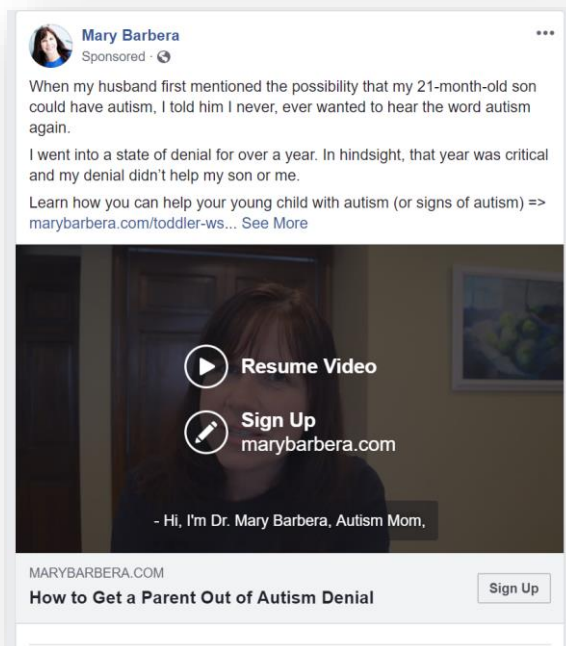 Mary Barbera
Sponsored ·
When my husband first mentioned the possibility that my 21-month-old son
could have autism, I told him I never, ever wanted to hear the word autism
again.
I went into a state of denial for over a year. In hindsight, that year was critical
and my denial didn't help my son or me.
Learn how you can help your young child with autism (or signs of autism) =>
marybarbera.com/toddler-ws... See More
Resume Video
Sign Up
marybarbera.com
- Hi, I'm Dr. Mary Barbera, Autism Mom,
MARYBARBERA.COM
How to Get a Parent Out of Autism Denial
Sign Up